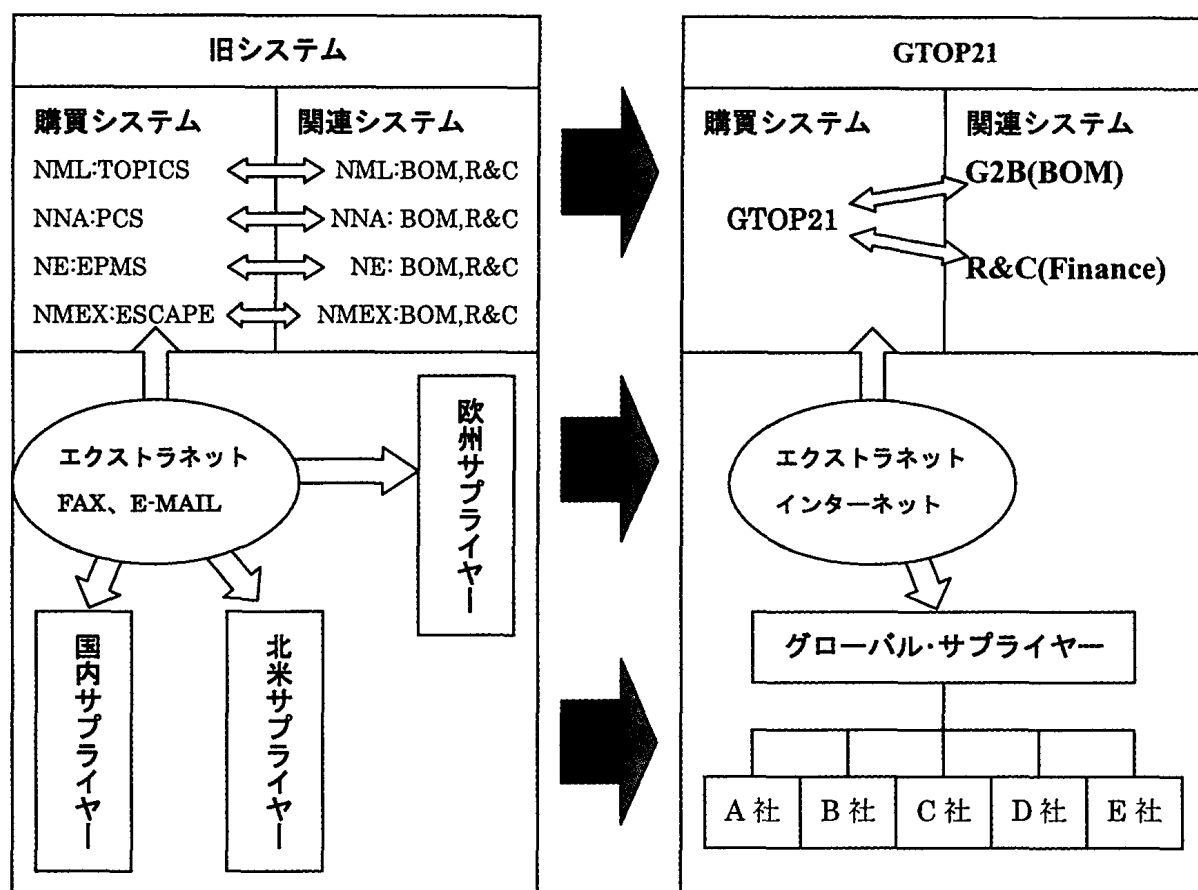 旧システム
購買システム
関連システム
NML:TOPICS
NML:BOM,R&C
NNA:PCS
NNA: BOM,R&C
NE:EPMS
NE: BOM,R&C
NMEX:ESCAPE
NMEX:BOM,R&C
エクストラネット
FAX、E-MAIL
欧州サプライヤー
国内サプライヤー
北米サプライヤー
GTOP21
購買システム
関連システム
G2B(BOM)
GTOP21
R&C(Finance)
エクストラネット
インターネット
グローバル・サプライヤー
A 社
B 社
C 社
D 社
E 社